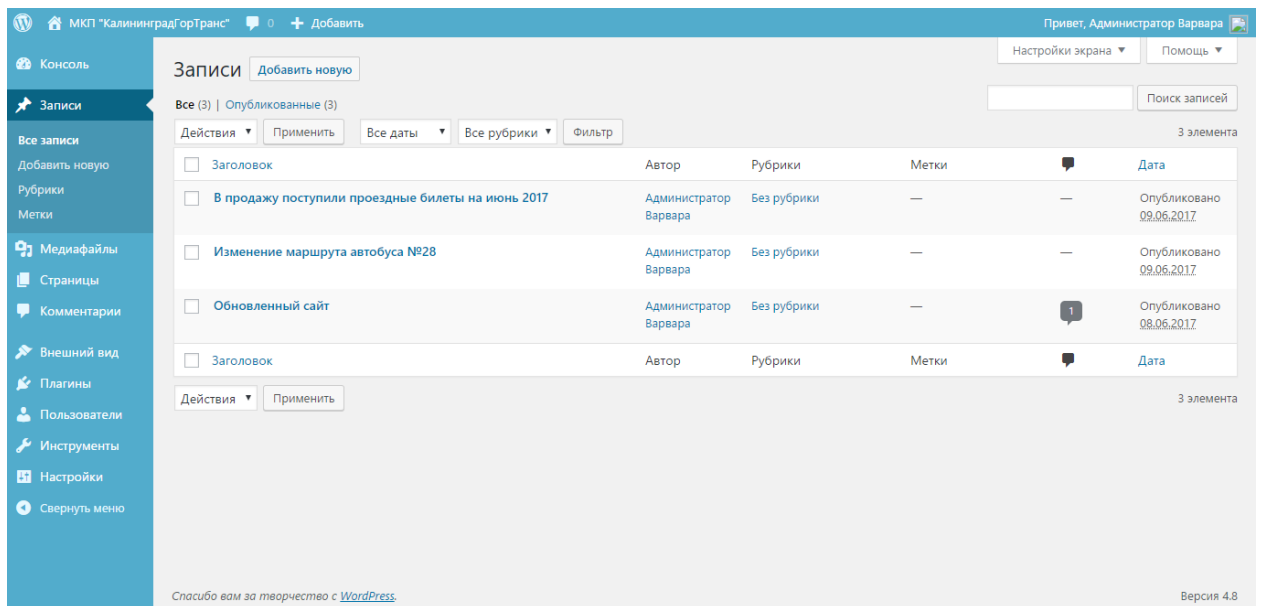 МКП "КалининградГорТранс" 0 Добавить Привет, Администратор Варвара
Консоль
Записи
Все записи
Добавить новую
Рубрики
Метки
Медиафайлы
Страницы
Комментарии
Внешний вид
Плагины
Пользователи
Инструменты
Настройки
Свернуть меню
Настройки экрана ▼ Помощь ▼
Записи Добавить новую
Все (3) | Опубликованные (3) Поиск записей
Действия ▼ Применить Все даты ▼ Все рубрики ▼ Фильтр 3 элемента
Заголовок Автор Рубрики Метки Дата
В продажу поступили проездные билеты на июнь 2017 Администратор Без рубрики — — Опубликовано
Варвара 09.06.2017
Изменение маршрута автобуса №28 Администратор Без рубрики — — Опубликовано
Варвара 09.06.2017
Обновленный сайт Администратор Без рубрики — 1 Опубликовано
Варвара 08.06.2017
Заголовок Автор Рубрики Метки Дата
Действия ▼ Применить 3 элемента
Спасибо вам за творчество с WordPress. Версия 4.8